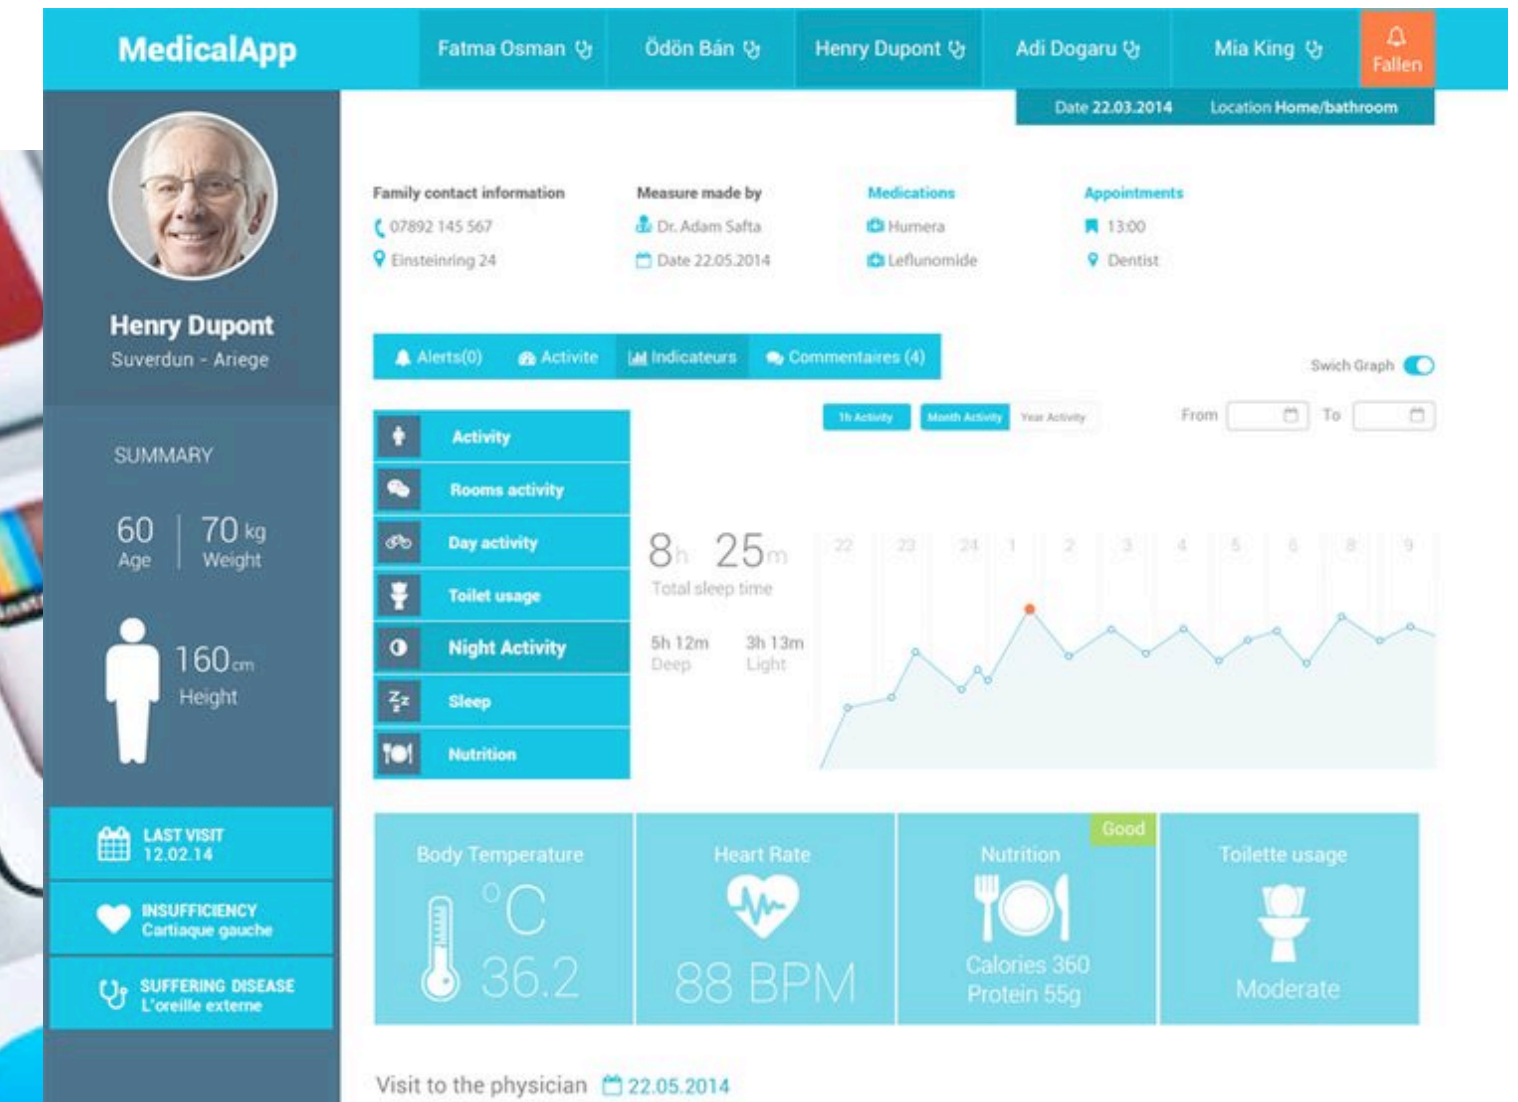 MedicalApp
Fatma Osman
Ödön Bán
Henry Dupont
Adi Dogaru
Mia King
Fallen
Date 22.03.2014
Location Home/bathroom
Henry Dupont
Suverdun - Ariege
Family contact information
07892 145 567
Einsteinring 24
Measure made by
Dr. Adam Safta
Date 22.05.2014
Medications
Humera
Leflunomide
Appointments
13:00
Dentist
Alerts(0)
Activite
Indicateurs
Commentaires (4)
Swich Graph
1h Activity
Month Activity
Year Activity
From
To
SUMMARY
60
Age
70 kg
Weight
160 cm
Height
Activity
Rooms activity
Day activity
Toilet usage
Night Activity
Zzz
Sleep
Nutrition
8h 25m
Total sleep time
5h 12m
Deep
3h 13m
Light
22 23 24 1 2 3 4 5 6 8 9
LAST VISIT
12.02.14
INSUFFICIENCY
Cartiaque gauche
SUFFERING DISEASE
L'oreille externe
Body Temperature
°C
36.2
Heart Rate
88 BPM
Good
Nutrition
Calories 360
Protein 55g
Toilette usage
Moderate
Visit to the physician 22.05.2014